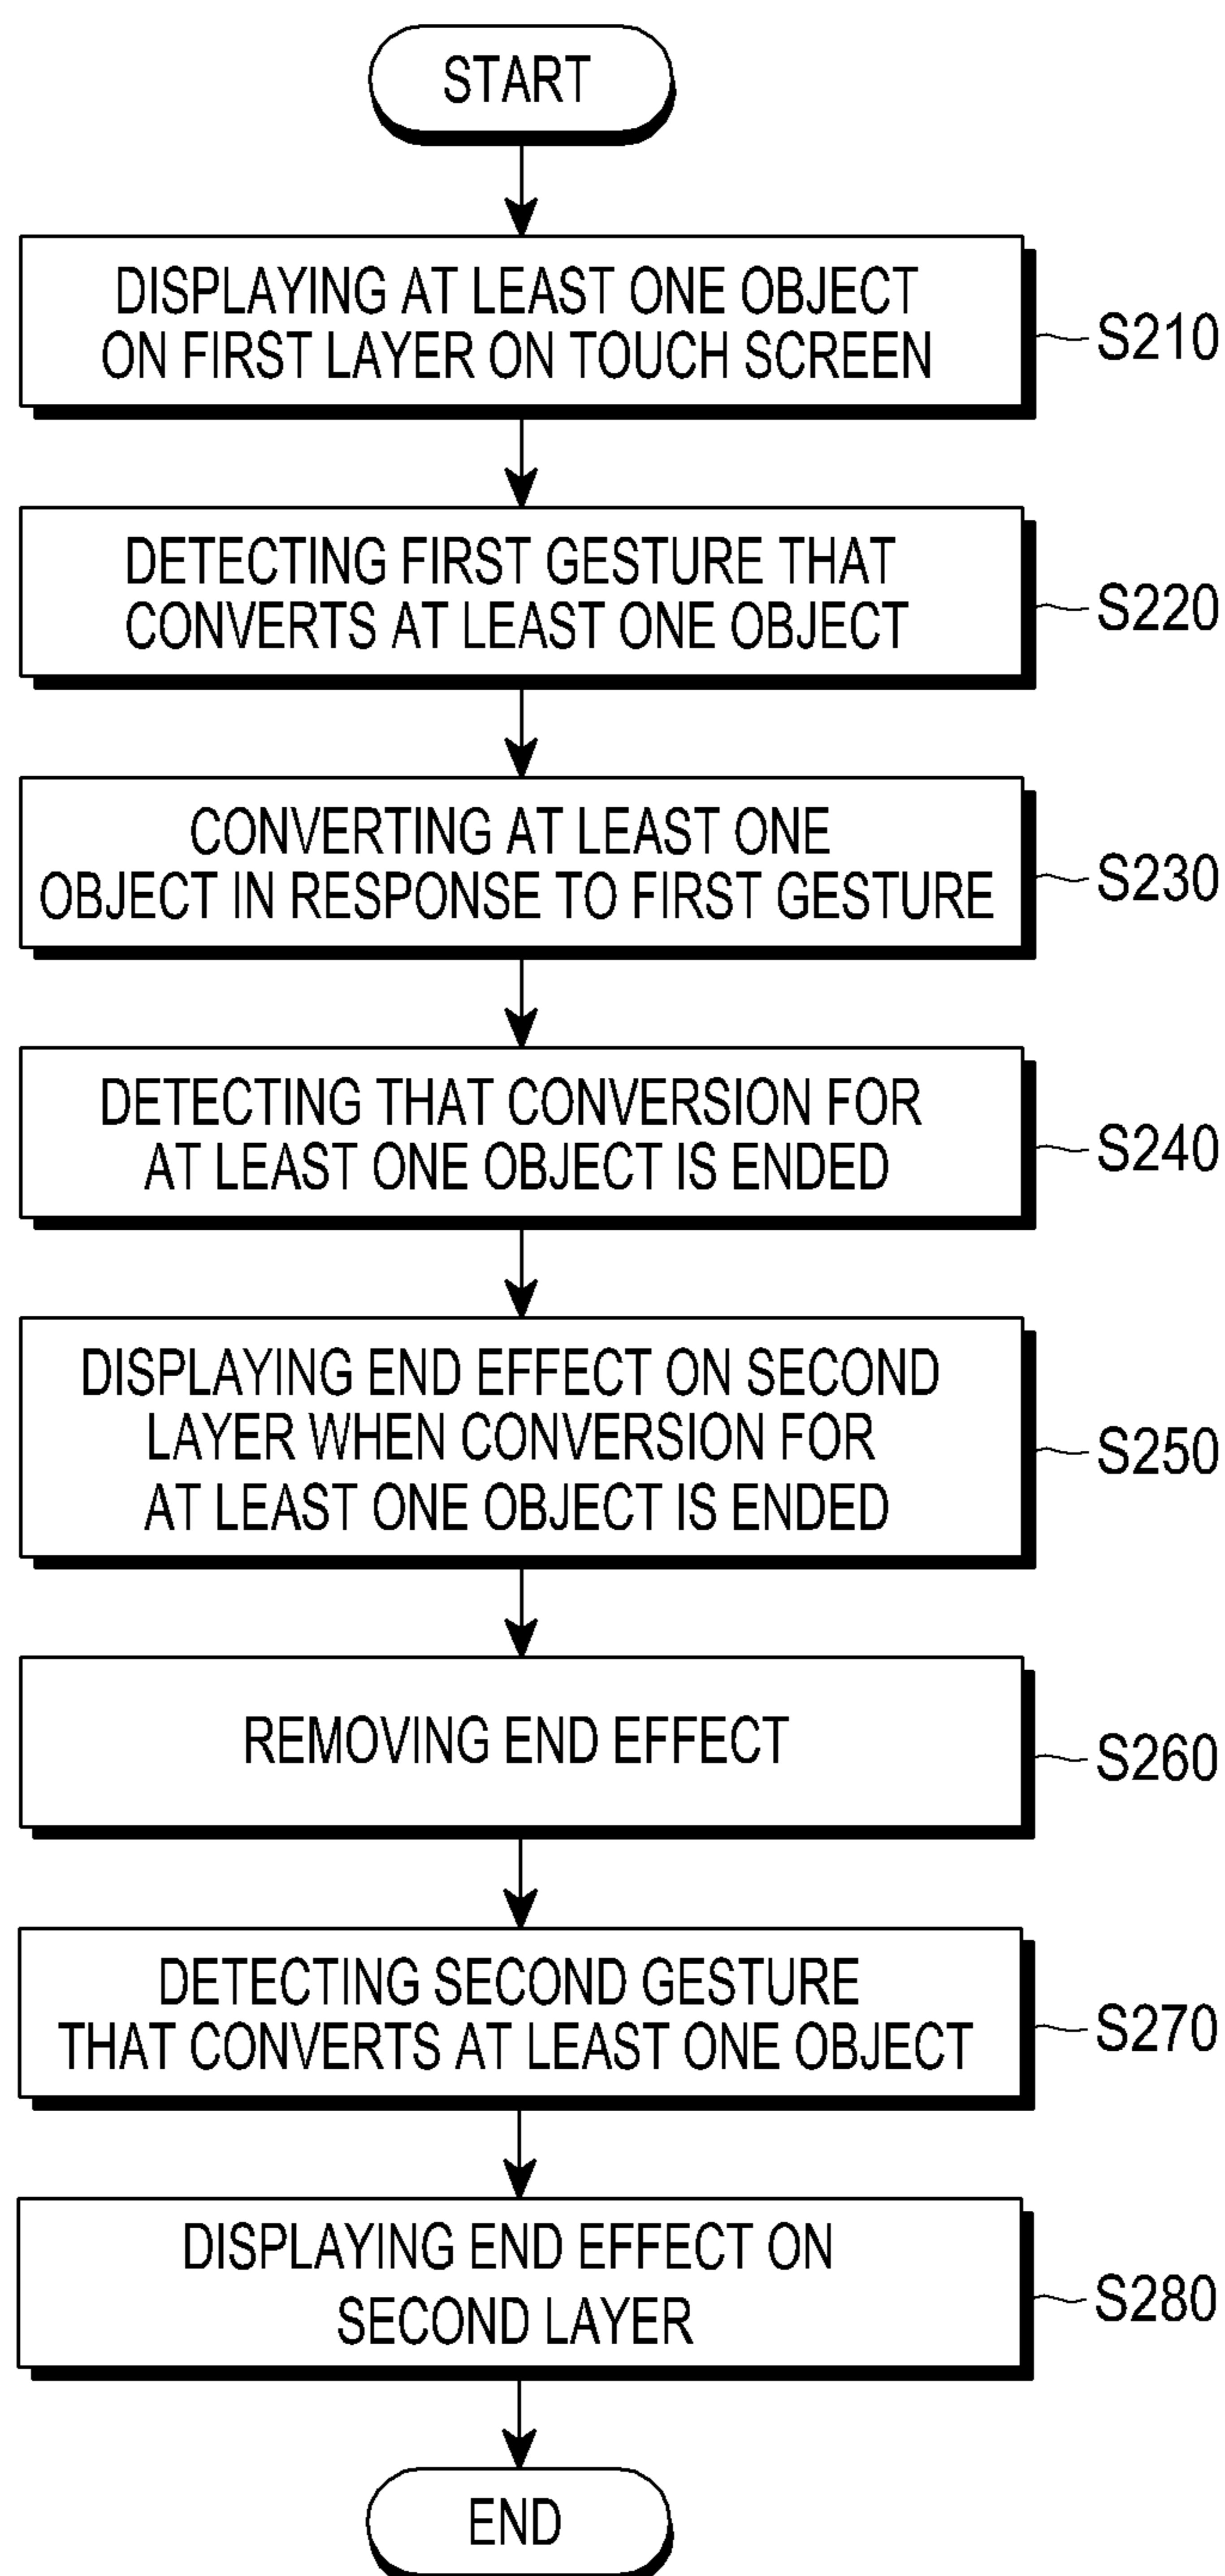 START
DISPLAYING AT LEAST ONE OBJECT
ON FIRST LAYER ON TOUCH SCREEN
S210
DETECTING FIRST GESTURE THAT
CONVERTS AT LEAST ONE OBJECT
S220
CONVERTING AT LEAST ONE
OBJECT IN RESPONSE TO FIRST GESTURE
S230
DETECTING THAT CONVERSION FOR
AT LEAST ONE OBJECT IS ENDED
S240
DISPLAYING END EFFECT ON SECOND
LAYER WHEN CONVERSION FOR
AT LEAST ONE OBJECT IS ENDED
S250
REMOVING END EFFECT
S260
DETECTING SECOND GESTURE
THAT CONVERTS AT LEAST ONE OBJECT
S270
DISPLAYING END EFFECT ON
SECOND LAYER
S280
END